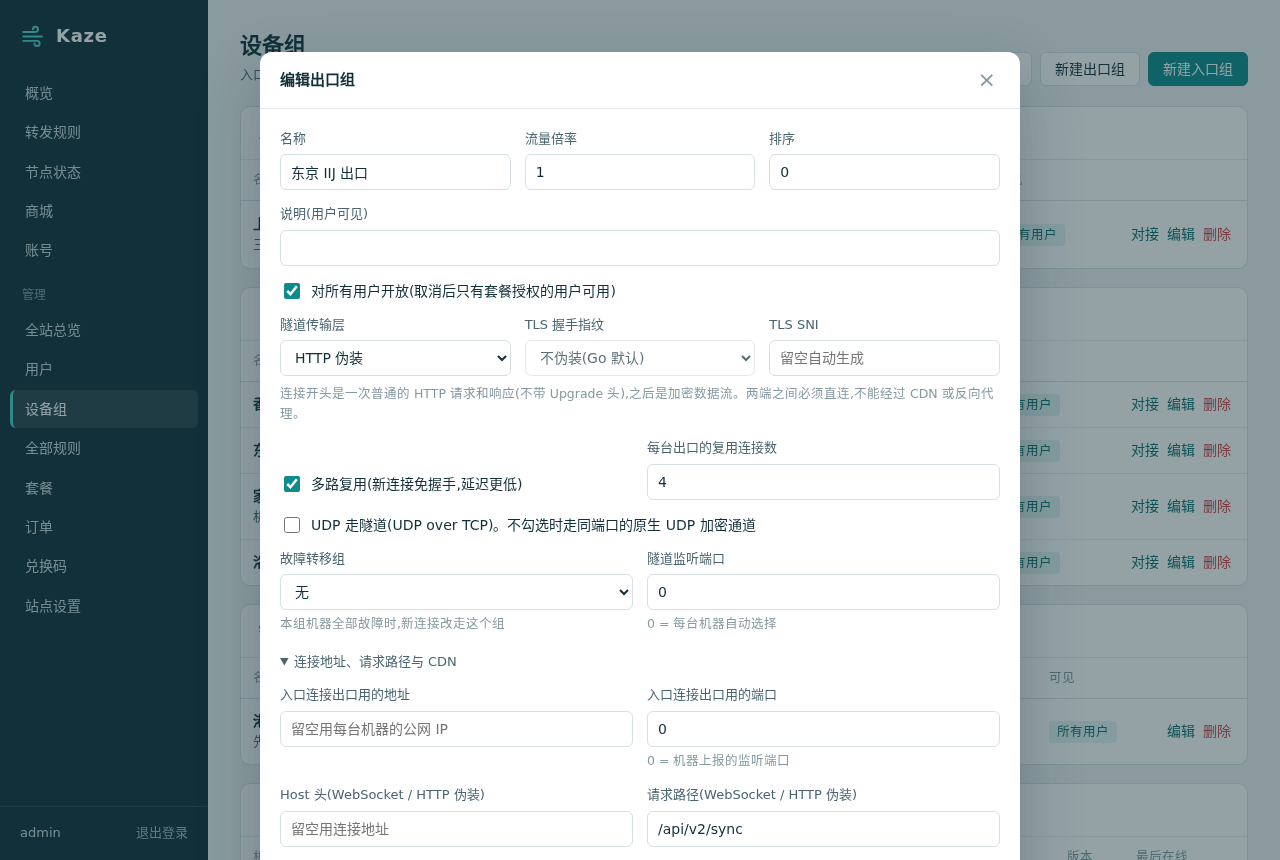 Kaze
概览
转发规则
节点状态
商城
账号
管理
全站总览
用户
设备组
全部规则
套餐
订单
兑换码
站点设置
admin
退出登录
设备组
新建出口组
新建入口组
编辑出口组
名称
流量倍率
排序
东京 IIJ 出口
1
0
说明(用户可见)
对所有用户开放(取消后只有套餐授权的用户可用)
隧道传输层
TLS 握手指纹
TLS SNI
HTTP 伪装
不伪装(Go 默认)
留空自动生成
连接开头是一次普通的 HTTP 请求和响应(不带 Upgrade 头),之后是加密数据流。两端之间必须直连,不能经过 CDN 或反向代
理。
每台出口的复用连接数
多路复用(新连接免握手,延迟更低)
4
UDP 走隧道(UDP over TCP)。不勾选时走同端口的原生 UDP 加密通道
故障转移组
隧道监听端口
无
0
本组机器全部故障时,新连接改走这个组
0 = 每台机器自动选择
连接地址、请求路径与 CDN
入口连接出口用的地址
入口连接出口用的端口
留空用每台机器的公网 IP
0
0 = 机器上报的监听端口
Host 头(WebSocket / HTTP 伪装)
请求路径(WebSocket / HTTP 伪装)
留空用连接地址
/api/v2/sync
有用户
对接 编辑 删除
有用户
对接 编辑 删除
有用户
对接 编辑 删除
有用户
对接 编辑 删除
有用户
对接 编辑 删除
可见
所有用户
编辑 删除
版本
最后在线